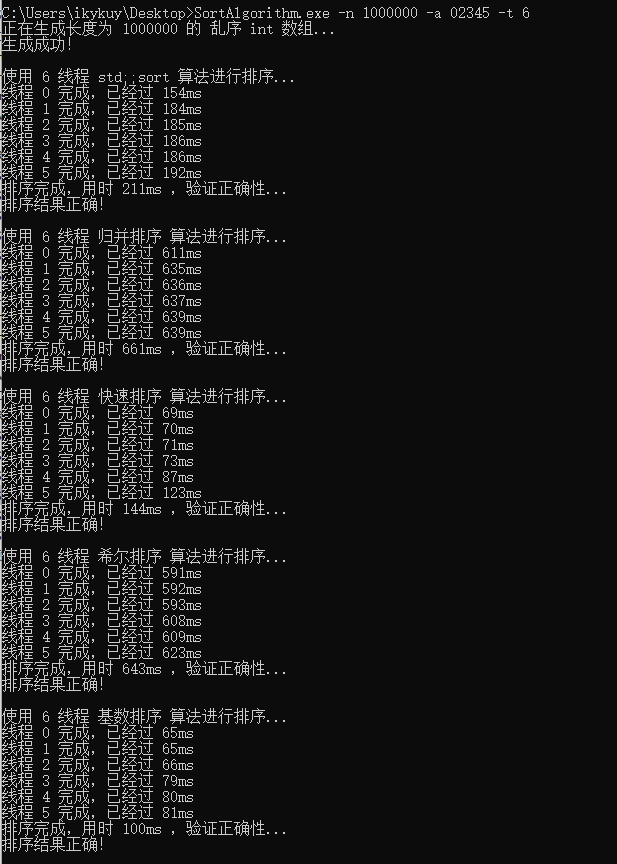 C:\Users\ikykuy\Desktop>SortAlgorithm.exe -n 1000000 -a 02345 -t 6
正在生成长度为 1000000 的 乱序 int 数组...
生成成功!
使用 6 线程 std::sort 算法进行排序...
线程 0 完成, 已经过 154ms
线程 1 完成, 已经过 184ms
线程 2 完成, 已经过 185ms
线程 3 完成, 已经过 186ms
线程 4 完成, 已经过 186ms
线程 5 完成, 已经过 192ms
排序完成, 用时 211ms , 验证正确性...
排序结果正确!
使用 6 线程 归并排序 算法进行排序...
线程 0 完成, 已经过 611ms
线程 1 完成, 已经过 635ms
线程 2 完成, 已经过 636ms
线程 3 完成, 已经过 637ms
线程 4 完成, 已经过 639ms
线程 5 完成, 已经过 639ms
排序完成, 用时 661ms , 验证正确性...
排序结果正确!
使用 6 线程 快速排序 算法进行排序...
线程 0 完成, 已经过 69ms
线程 1 完成, 已经过 70ms
线程 2 完成, 已经过 71ms
线程 3 完成, 已经过 73ms
线程 4 完成, 已经过 87ms
线程 5 完成, 已经过 123ms
排序完成, 用时 144ms , 验证正确性...
排序结果正确!
使用 6 线程 希尔排序 算法进行排序...
线程 0 完成, 已经过 591ms
线程 1 完成, 已经过 592ms
线程 2 完成, 已经过 593ms
线程 3 完成, 已经过 608ms
线程 4 完成, 已经过 609ms
线程 5 完成, 已经过 623ms
排序完成, 用时 643ms , 验证正确性...
排序结果正确!
使用 6 线程 基数排序 算法进行排序...
线程 0 完成, 已经过 65ms
线程 1 完成, 已经过 65ms
线程 2 完成, 已经过 66ms
线程 3 完成, 已经过 79ms
线程 4 完成, 已经过 80ms
线程 5 完成, 已经过 81ms
排序完成, 用时 100ms , 验证正确性...
排序结果正确!